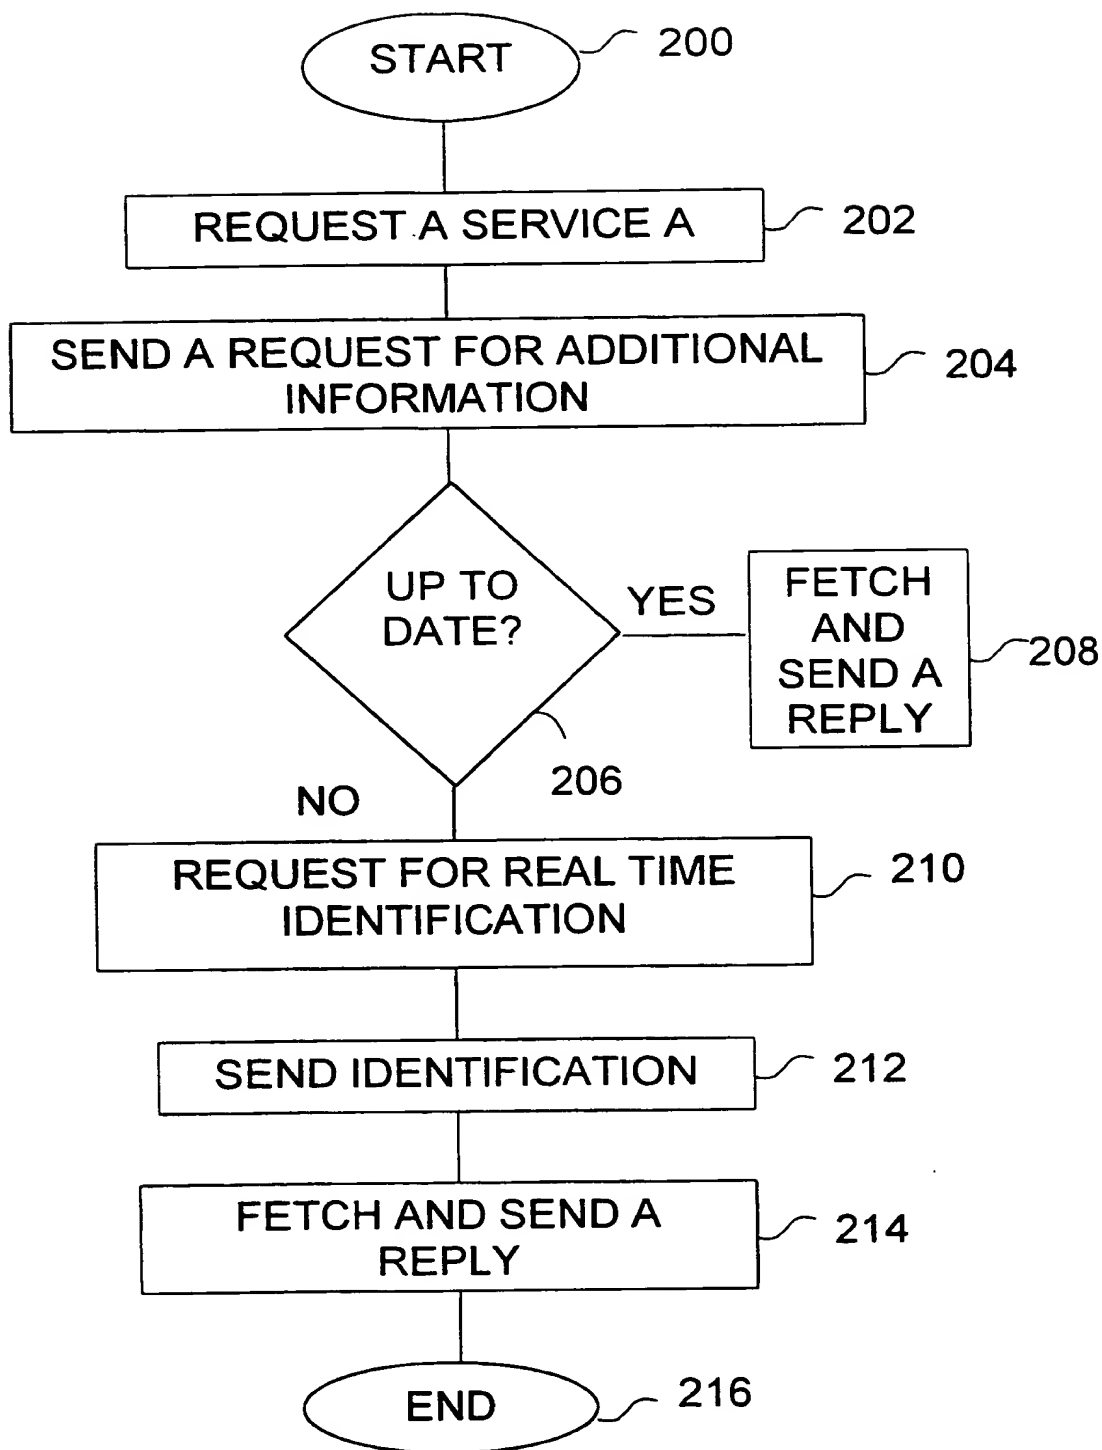 START
200
REQUEST A SERVICE A
202
SEND A REQUEST FOR ADDITIONAL
INFORMATION
204
UP TO
DATE?
206
YES
FETCH
AND
SEND A
REPLY
208
NO
REQUEST FOR REAL TIME
IDENTIFICATION
210
SEND IDENTIFICATION
212
FETCH AND SEND A
REPLY
214
END
216